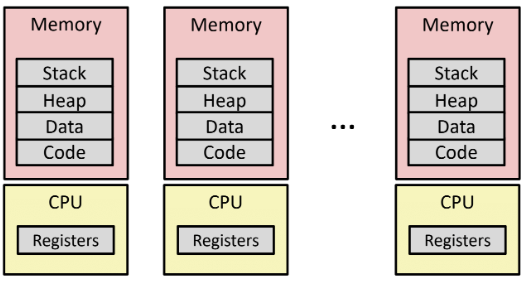 Memory
Stack
Heap
Data
Code
CPU
Registers
Memory
Stack
Heap
Data
Code
CPU
Registers
...
Memory
Stack
Heap
Data
Code
CPU
Registers